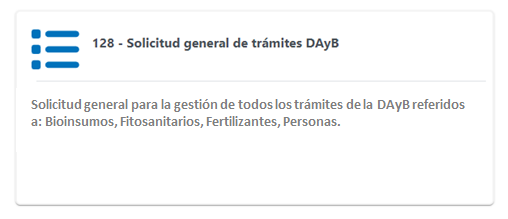 128 - Solicitud general de trámites DAyB
Solicitud general para la gestión de todos los trámites de la DAyB referidos
a: Bioinsumos, Fitosanitarios, Fertilizantes, Personas.